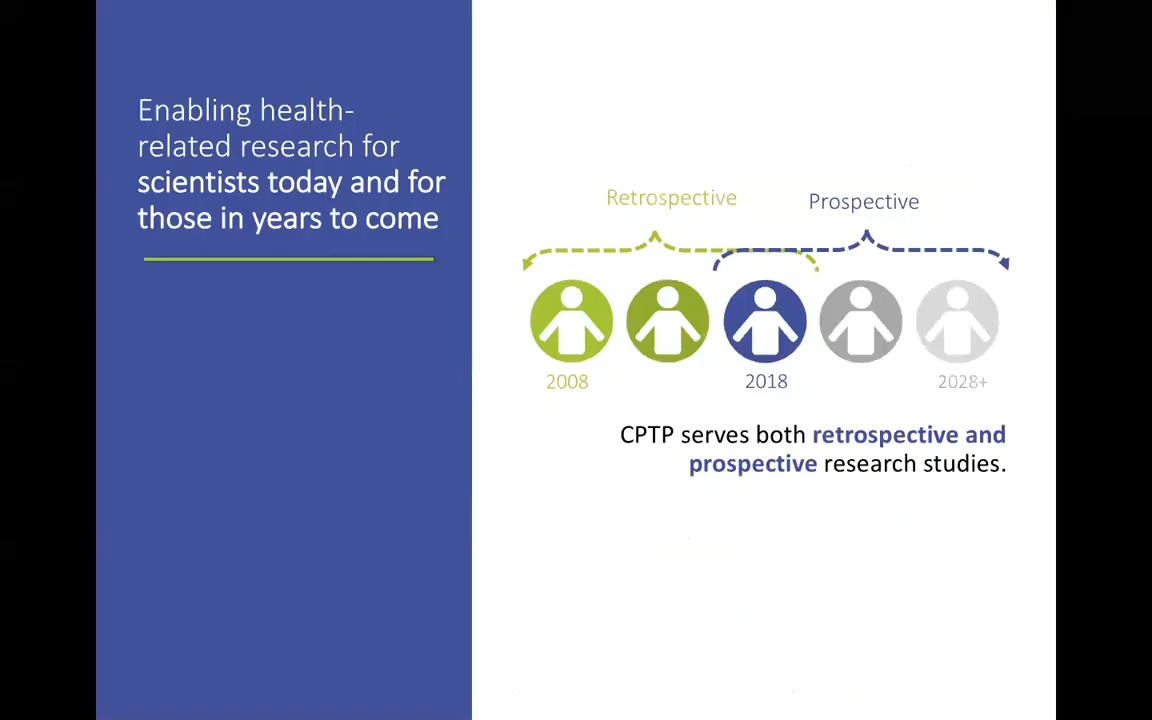 Enabling health-
related research for
scientists today and for
those in years to come
Retrospective
Prospective
2008
2018
2028+
CPTP serves both retrospective and
prospective research studies.